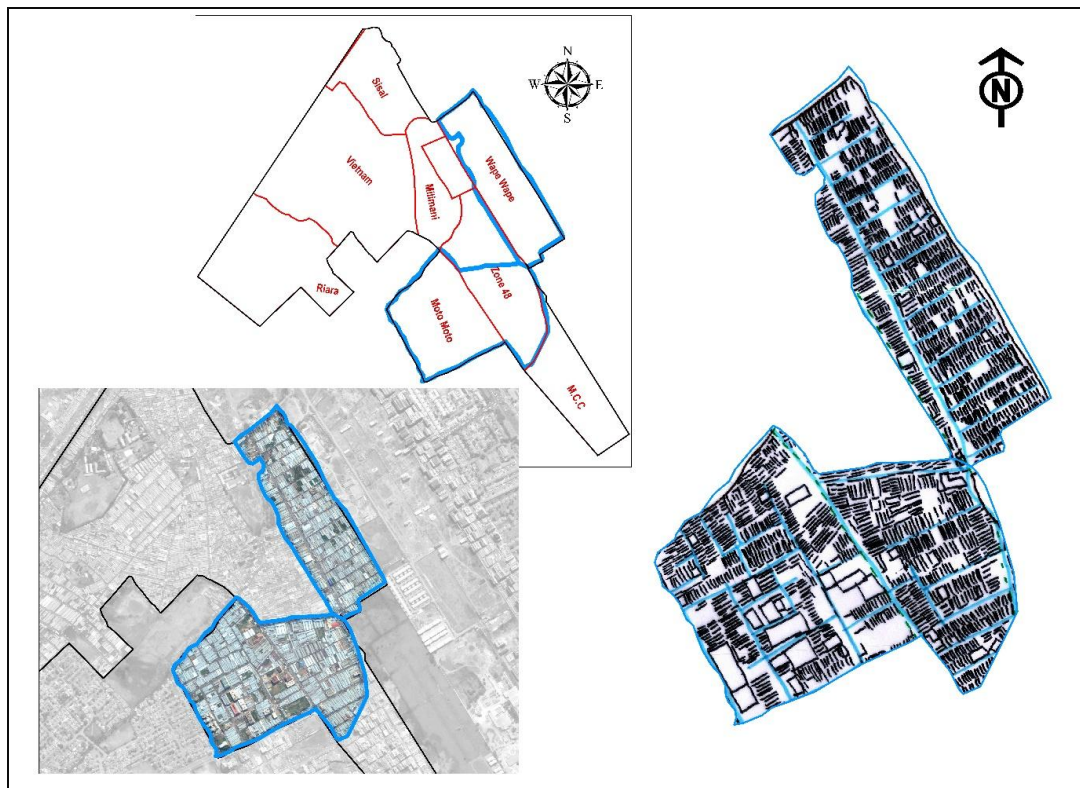 N
W
E
S
N
Sisal
Vietnam
Mlimani
Wape Wape
Zone 48
Riara
Moto Moto
M.C.C